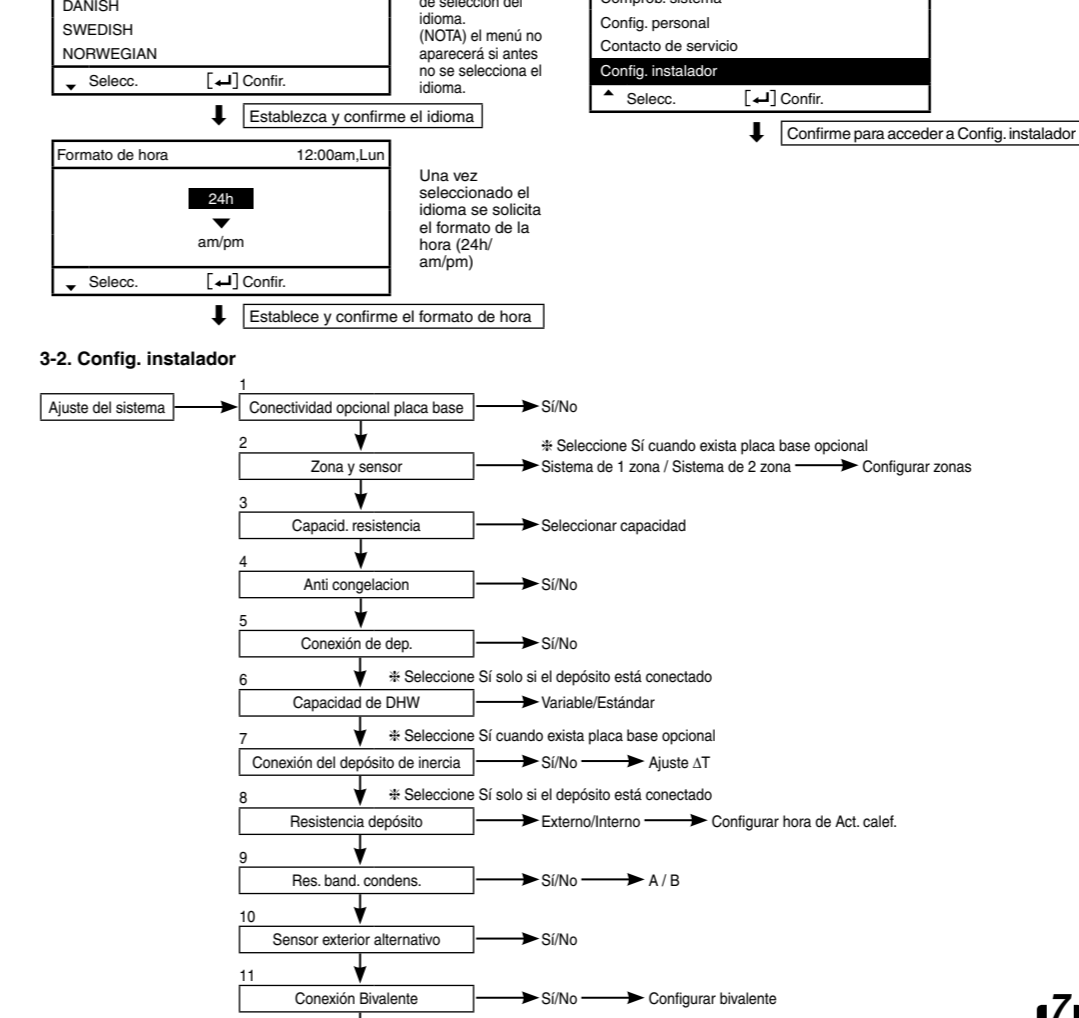 DANISH
SWEDISH
NORWEGIAN
Selecc. [↵] Confir.
de selección del
idioma.
(NOTA) el menú no
aparecerá si antes
no se selecciona el
idioma.
Establezca y confirme el idioma
Formato de hora 12:00am,Lun
24h
am/pm
Selecc. [↵] Confir.
Una vez
seleccionado el
idioma se solicita
el formato de la
hora (24h/
am/pm)
Establece y confirme el formato de hora
Comprob. sistema
Config. personal
Contacto de servicio
Config. instalador
Selecc. [↵] Confir.
Confirme para acceder a Config. instalador
3-2. Config. instalador
Ajuste del sistema
1
Conectividad opcional placa base Sí/No
2 ❉ Seleccione Sí cuando exista placa base opcional
Zona y sensor Sistema de 1 zona / Sistema de 2 zona Configurar zonas
3
Capacid. resistencia Seleccionar capacidad
4
Anti congelacion Sí/No
5
Conexión de dep. Sí/No
6 ❉ Seleccione Sí solo si el depósito está conectado
Capacidad de DHW Variable/Estándar
7 ❉ Seleccione Sí cuando exista placa base opcional
Conexión del depósito de inercia Sí/No Ajuste ∆T
8 ❉ Seleccione Sí solo si el depósito está conectado
Resistencia depósito Externo/Interno Configurar hora de Act. calef.
9
Res. band. condens. Sí/No A / B
10
Sensor exterior alternativo Sí/No
11
Conexión Bivalente Sí/No Configurar bivalente
7